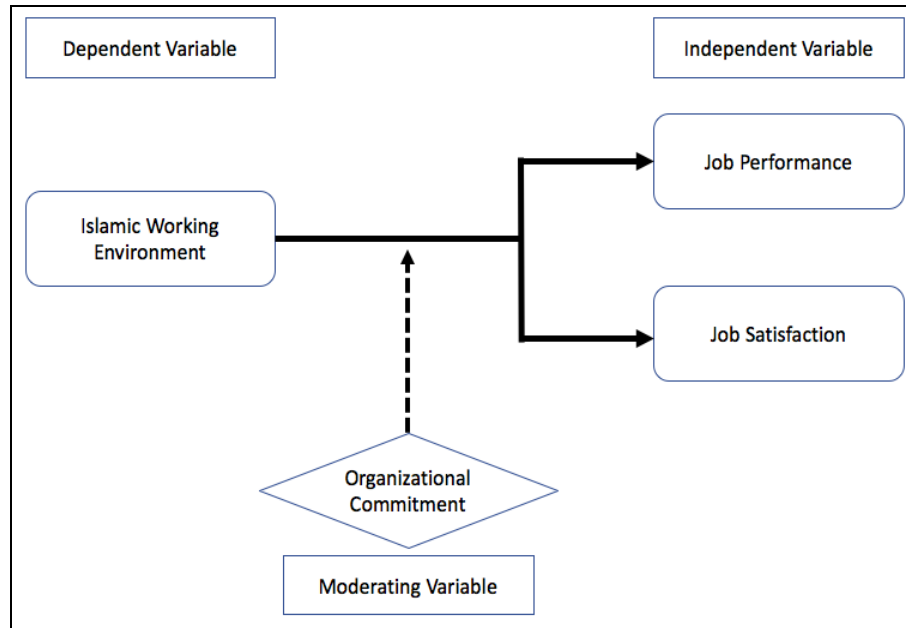 Dependent Variable
Independent Variable
Job Performance
Islamic Working
Environment
Job Satisfaction
Organizational
Commitment
Moderating Variable